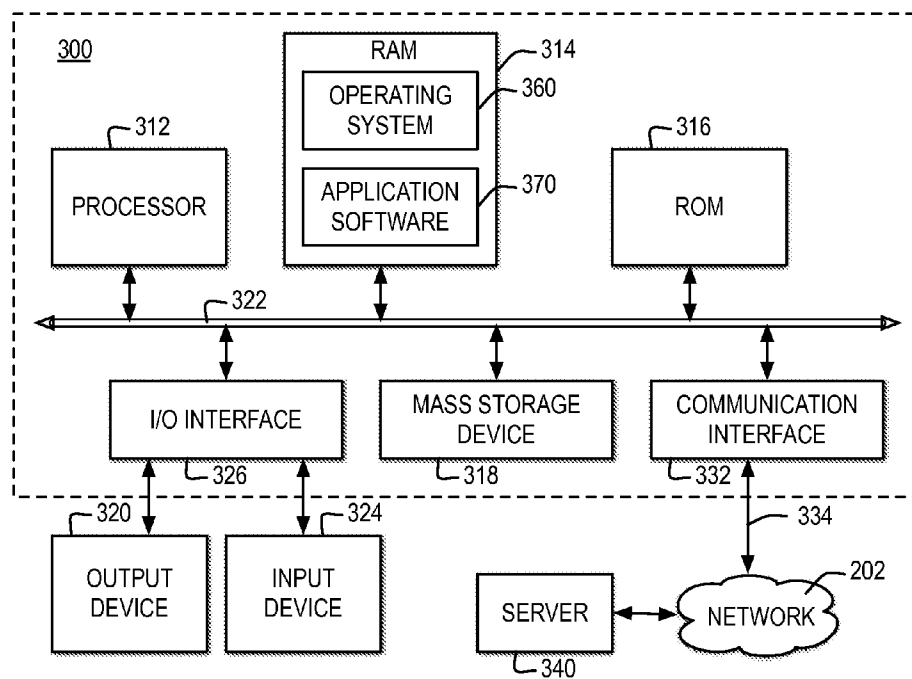 300
RAM
314
OPERATING
SYSTEM
360
312
316
PROCESSOR
APPLICATION
SOFTWARE
370
ROM
322
I/O INTERFACE
MASS STORAGE
DEVICE
COMMUNICATION
INTERFACE
326
318
332
320
324
334
OUTPUT
DEVICE
INPUT
DEVICE
202
SERVER
NETWORK
340